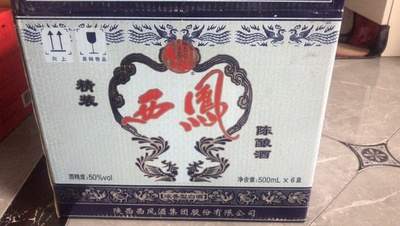 向上
易碎物品
精装
西鳳
陈酿酒
酒精度:50%vol
净含量:500mL×6盒
陕西西凤酒集团股份有限公司